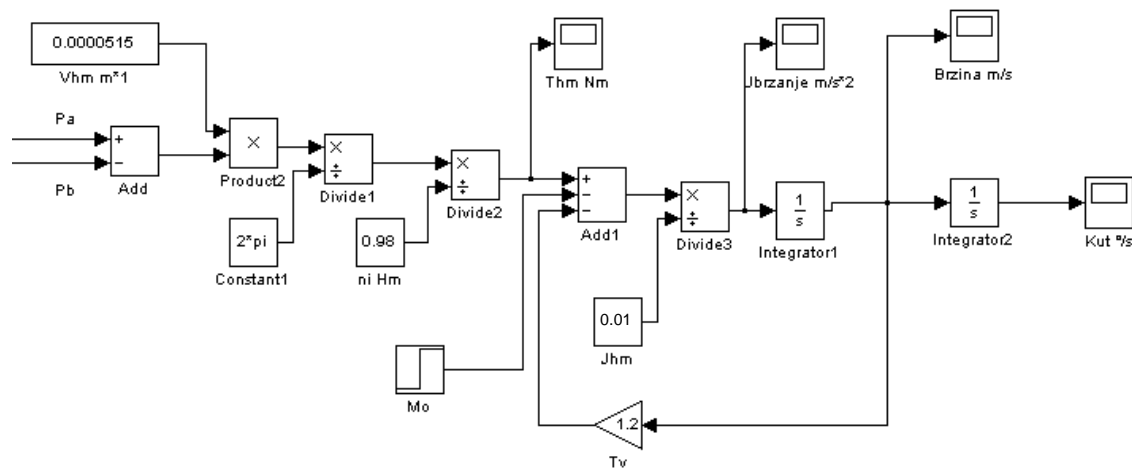 0.0000515
Vhm m*1
Pa
Pb
+
−
Add
×
Product2
×
÷
Divide1
2*pi
Constant1
×
÷
Divide2
0.98
ni Hm
Thm Nm
+
−
−
Add1
×
÷
Divide3
0.01
Jhm
Mo
Ubrzanje m/s*2
1
s
Integrator1
Brzina m/s
1
s
Integrator2
Kut º/s
1.2
Tv